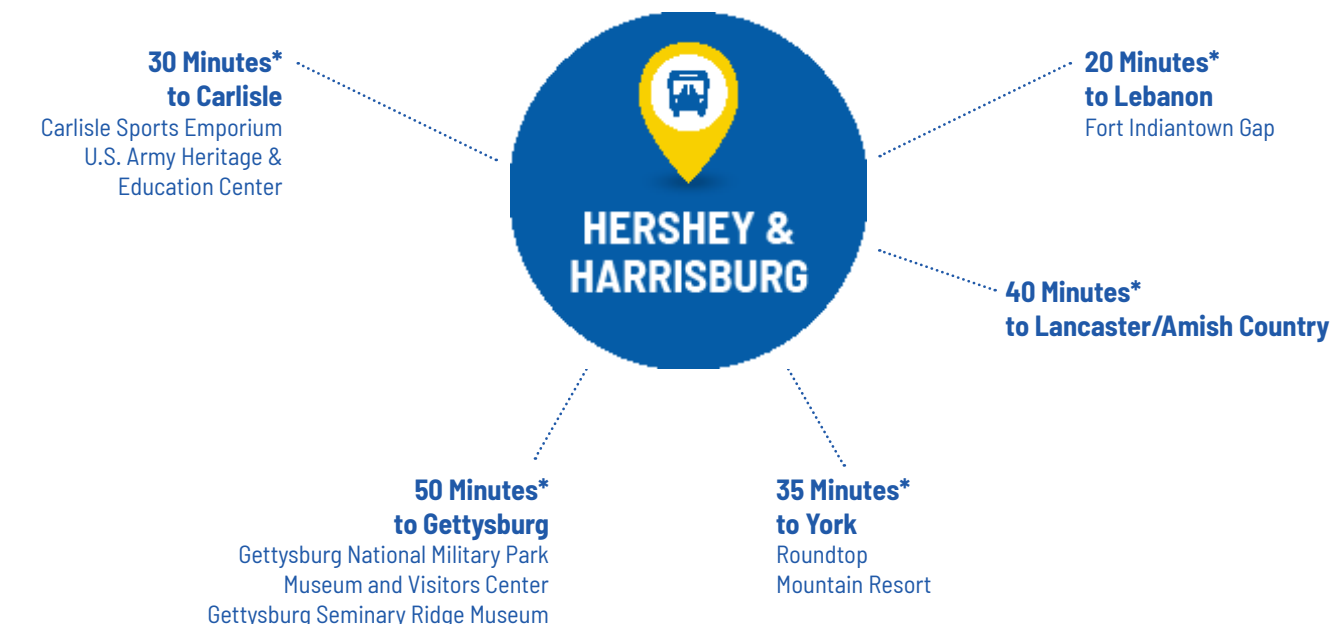 30 Minutes*
to Carlisle
Carlisle Sports Emporium
U.S. Army Heritage &
Education Center
HERSHEY &
HARRISBURG
20 Minutes*
to Lebanon
Fort Indiantown Gap
40 Minutes*
to Lancaster/Amish Country
50 Minutes*
to Gettysburg
Gettysburg National Military Park
Museum and Visitors Center
Gettysburg Seminary Ridge Museum
35 Minutes*
to York
Roundtop
Mountain Resort